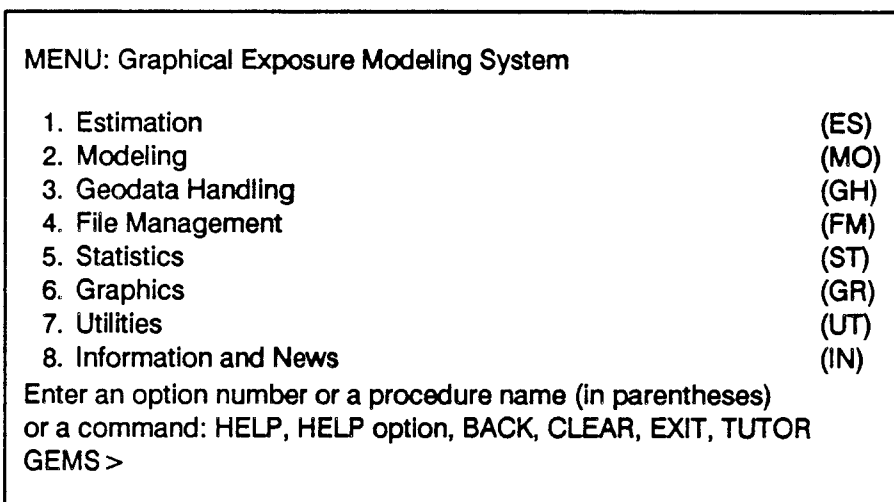 MENU: Graphical Exposure Modeling System
1. Estimation (ES)
2. Modeling (MO)
3. Geodata Handling (GH)
4. File Management (FM)
5. Statistics (ST)
6. Graphics (GR)
7. Utilities (UT)
8. Information and News (IN)
Enter an option number or a procedure name (in parentheses)
or a command: HELP, HELP option, BACK, CLEAR, EXIT, TUTOR
GEMS >